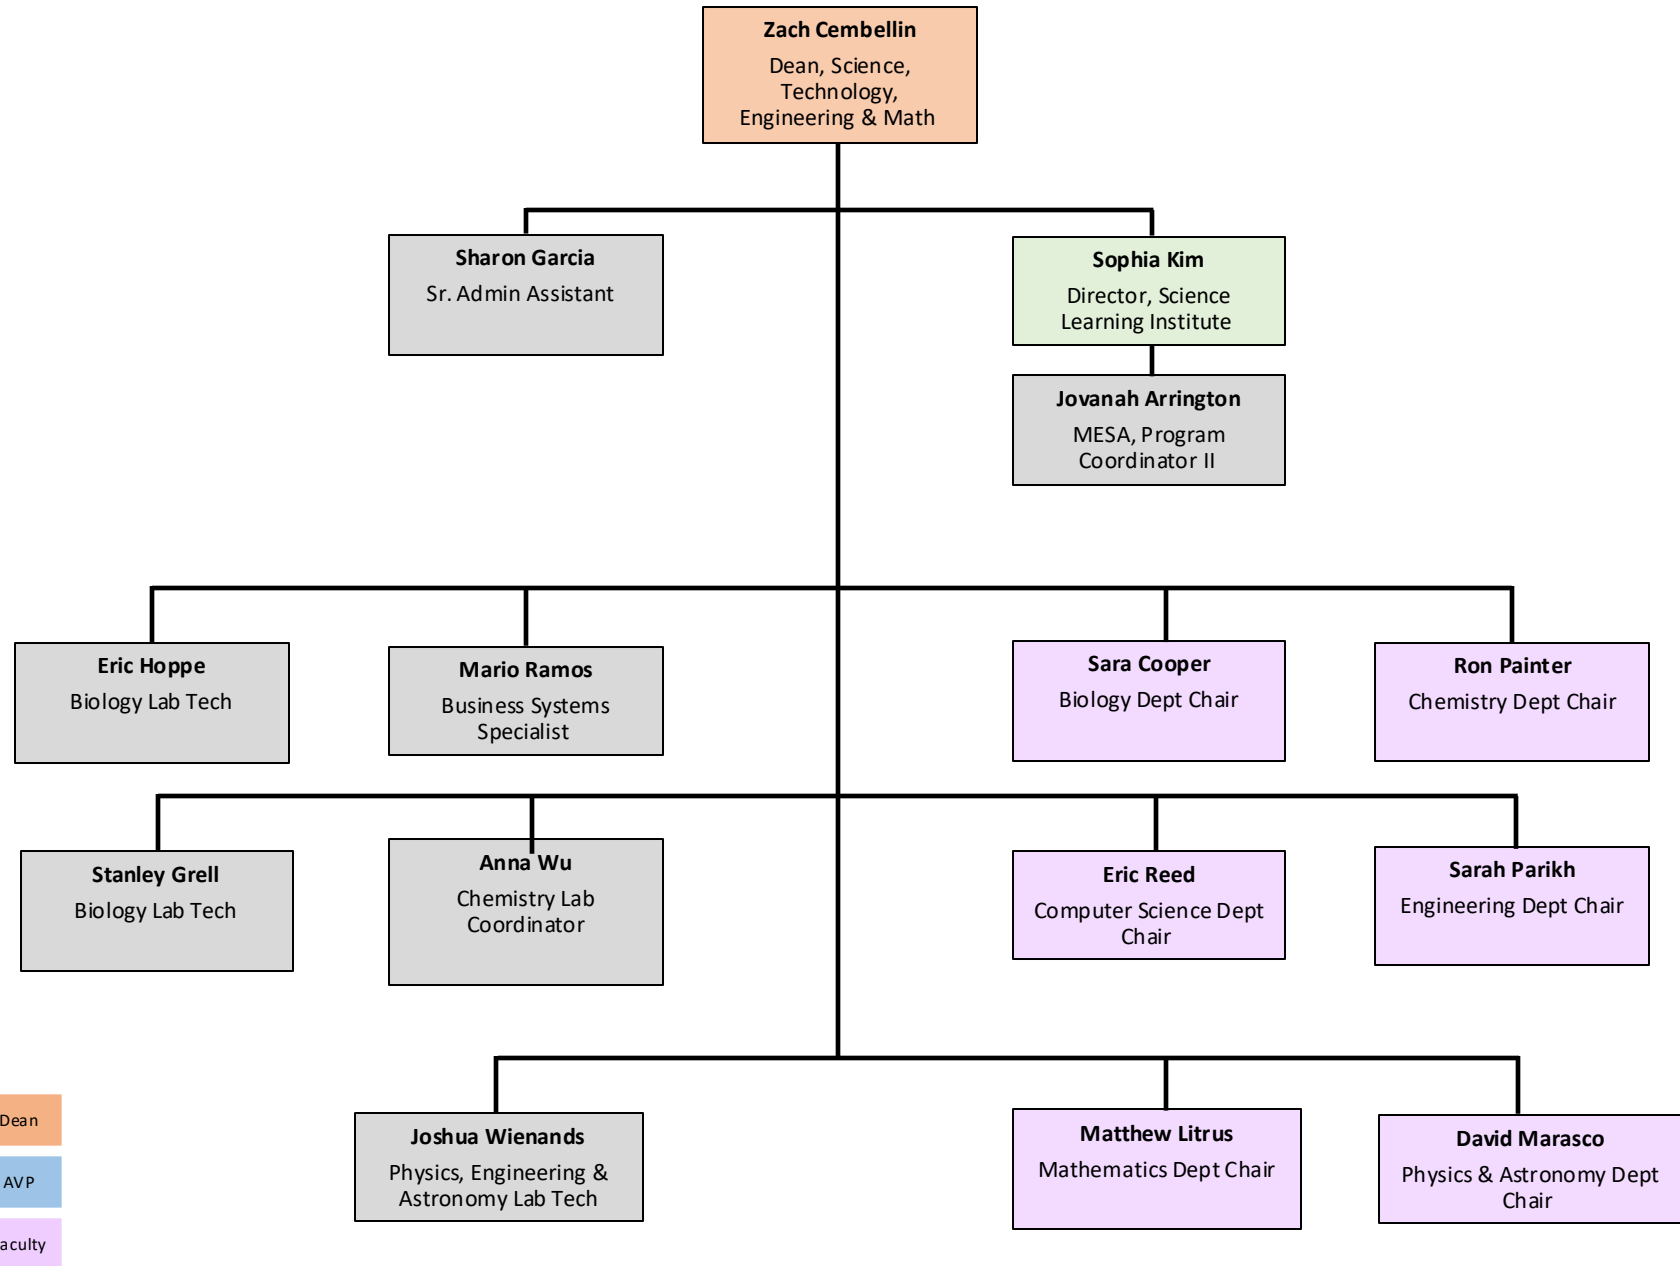 Zach Cembellin
Dean, Science,
Technology,
Engineering & Math
Sharon Garcia
Sr. Admin Assistant
Sophia Kim
Director, Science
Learning Institute
Jovanah Arrington
MESA, Program
Coordinator II
Eric Hoppe
Biology Lab Tech
Mario Ramos
Business Systems
Specialist
Sara Cooper
Biology Dept Chair
Ron Painter
Chemistry Dept Chair
Stanley Grell
Biology Lab Tech
Anna Wu
Chemistry Lab
Coordinator
Eric Reed
Computer Science Dept
Chair
Sarah Parikh
Engineering Dept Chair
Joshua Wienands
Physics, Engineering &
Astronomy Lab Tech
Matthew Litrus
Mathematics Dept Chair
David Marasco
Physics & Astronomy Dept
Chair
Dean
AVP
aculty